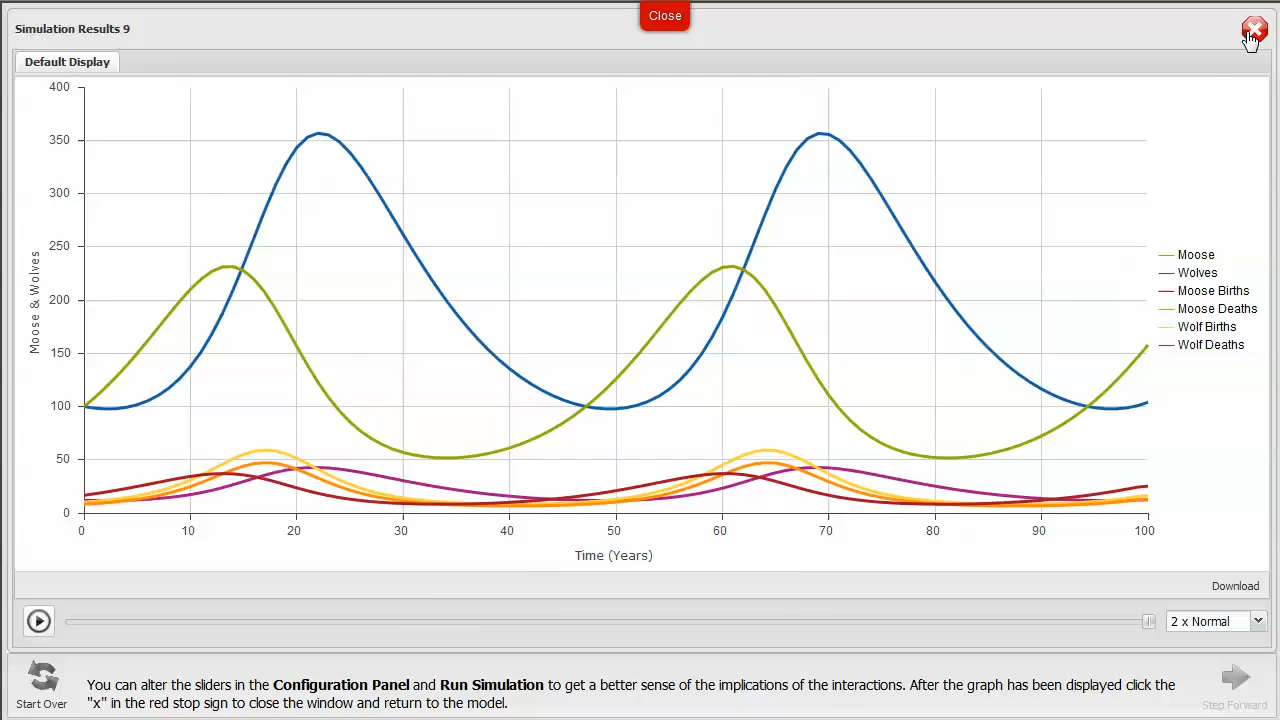 Close
Simulation Results 9
Default Display
400
350
300
250
200
150
100
50
0
Moose & Wolves
0 10 20 30 40 50 60 70 80 90 100
Time (Years)
Moose
Wolves
Moose Births
Moose Deaths
Wolf Births
Wolf Deaths
Download
2 x Normal
Start Over
You can alter the sliders in the Configuration Panel and Run Simulation to get a better sense of the implications of the interactions. After the graph has been displayed click the
"x" in the red stop sign to close the window and return to the model.
Step Forward